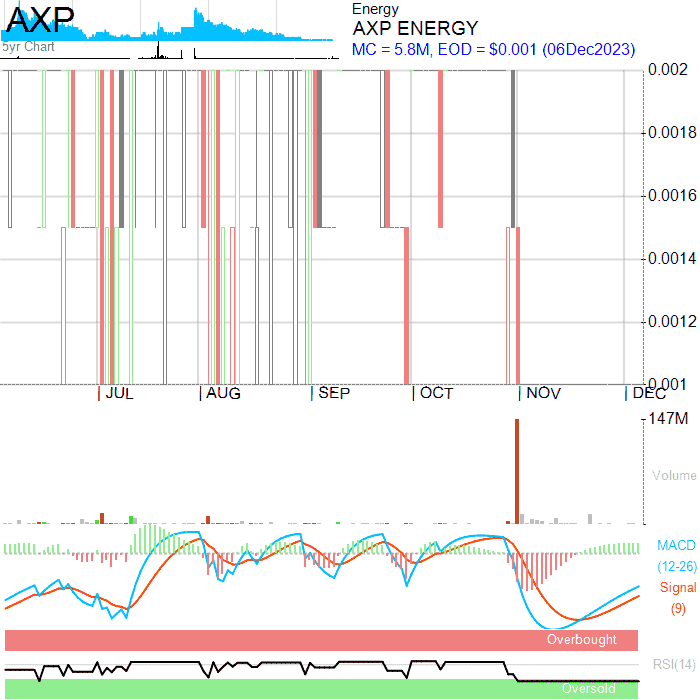 AXP
5yr Chart
Energy
AXP ENERGY
MC = 5.8M, EOD = $0.001 (06Dec2023)
0.002
0.0018
0.0016
0.0014
0.0012
0.001
JUL AUG SEP OCT NOV DEC
147M
Volume
MACD
(12-26)
Signal
(9)
Overbought
RSI(14)
Oversold